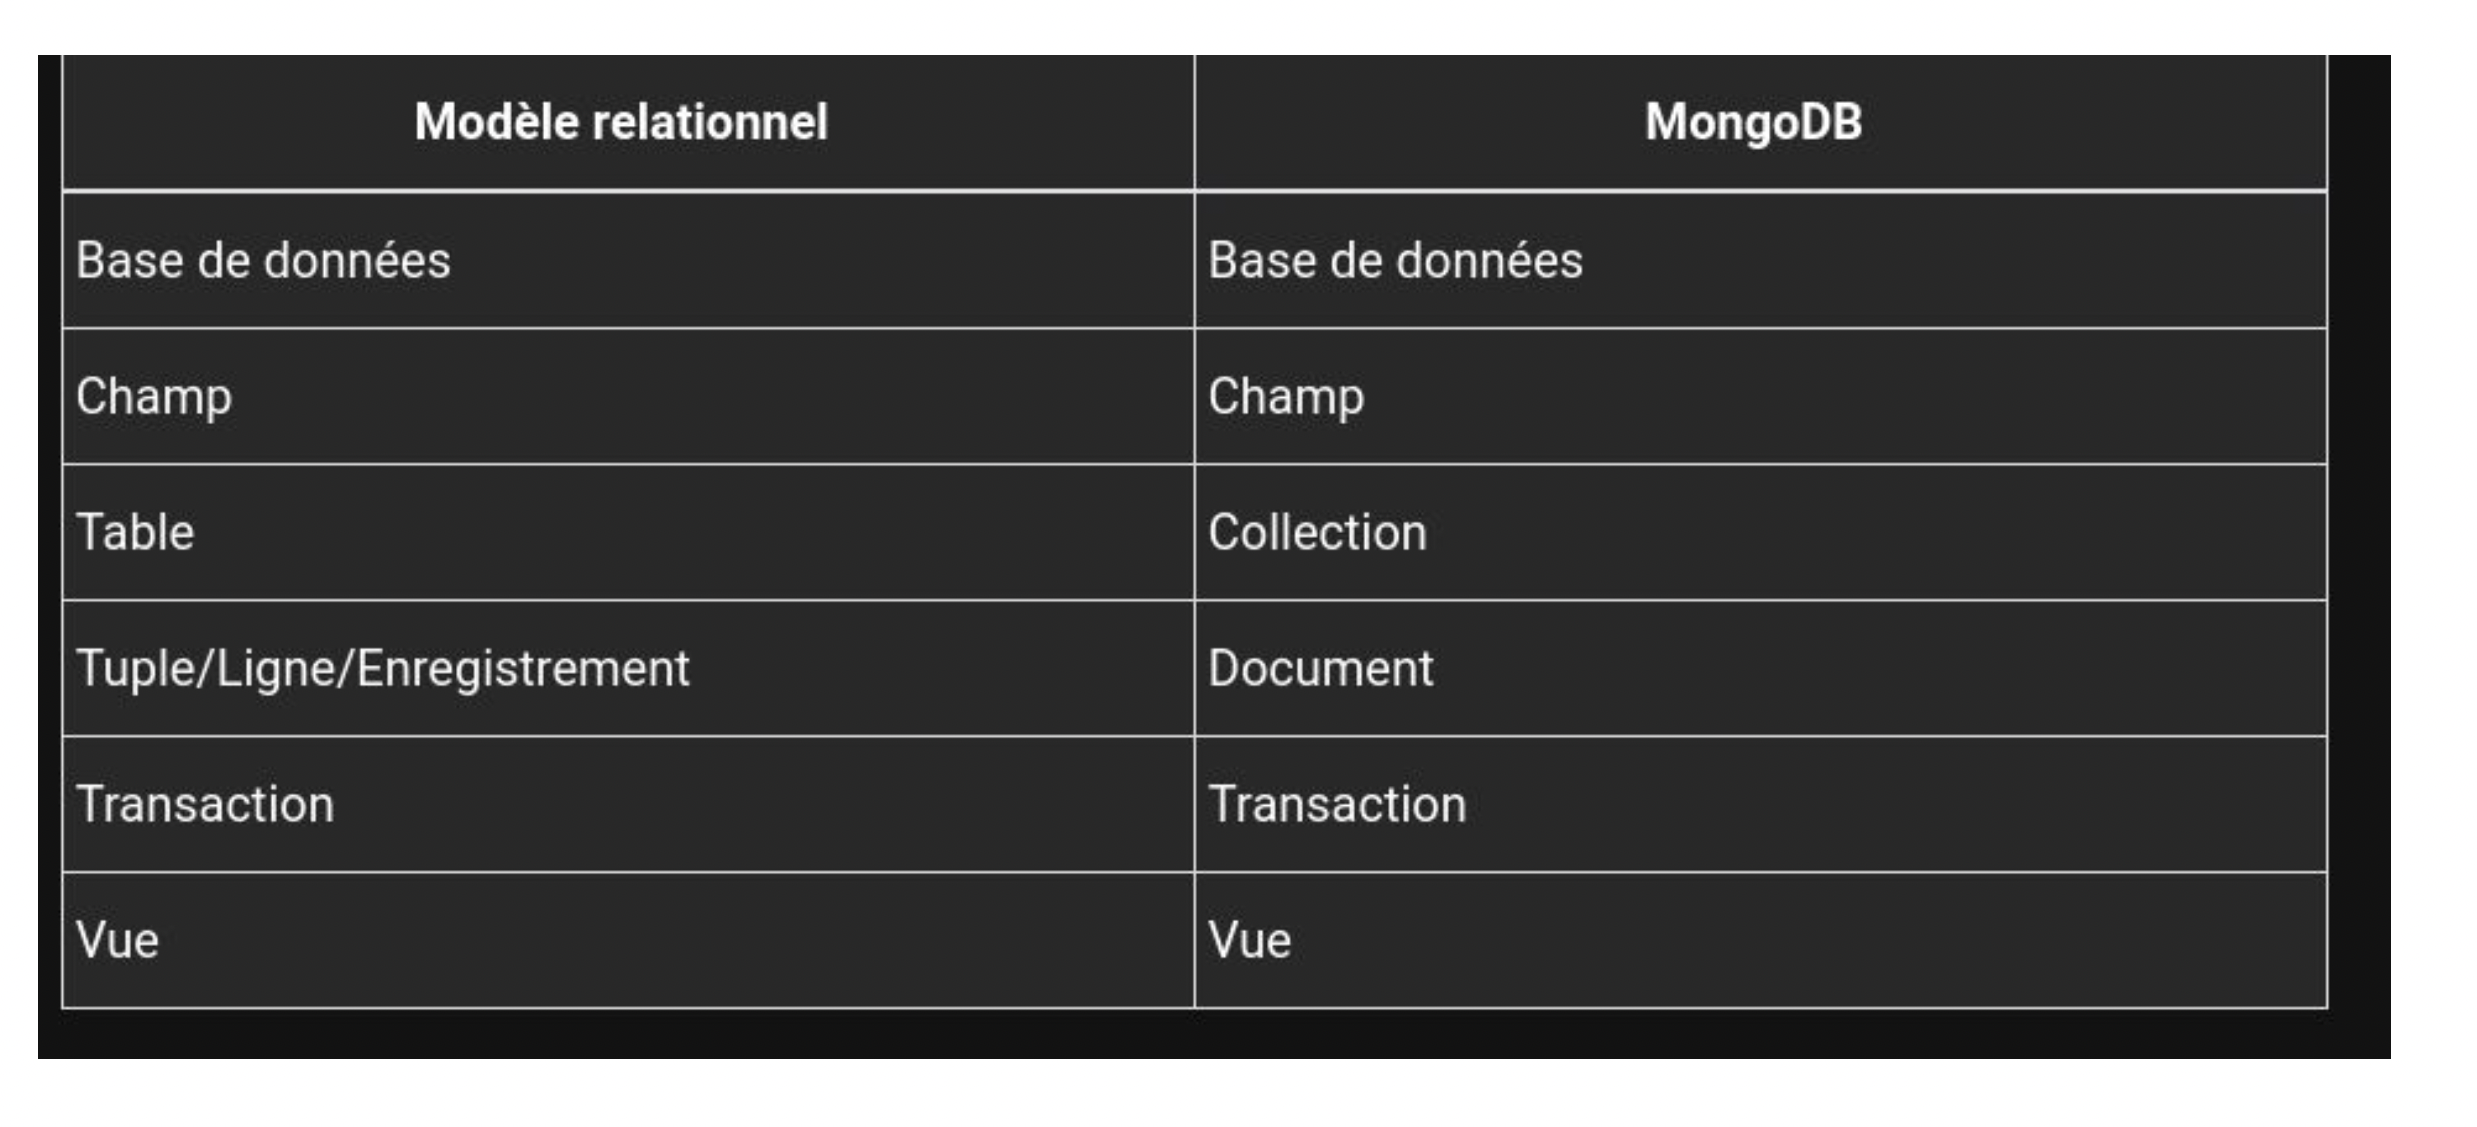 Modèle relationnel MongoDB
Base de données Base de données
Champ Champ
Table Collection
Tuple/Ligne/Enregistrement Document
Transaction Transaction
Vue Vue